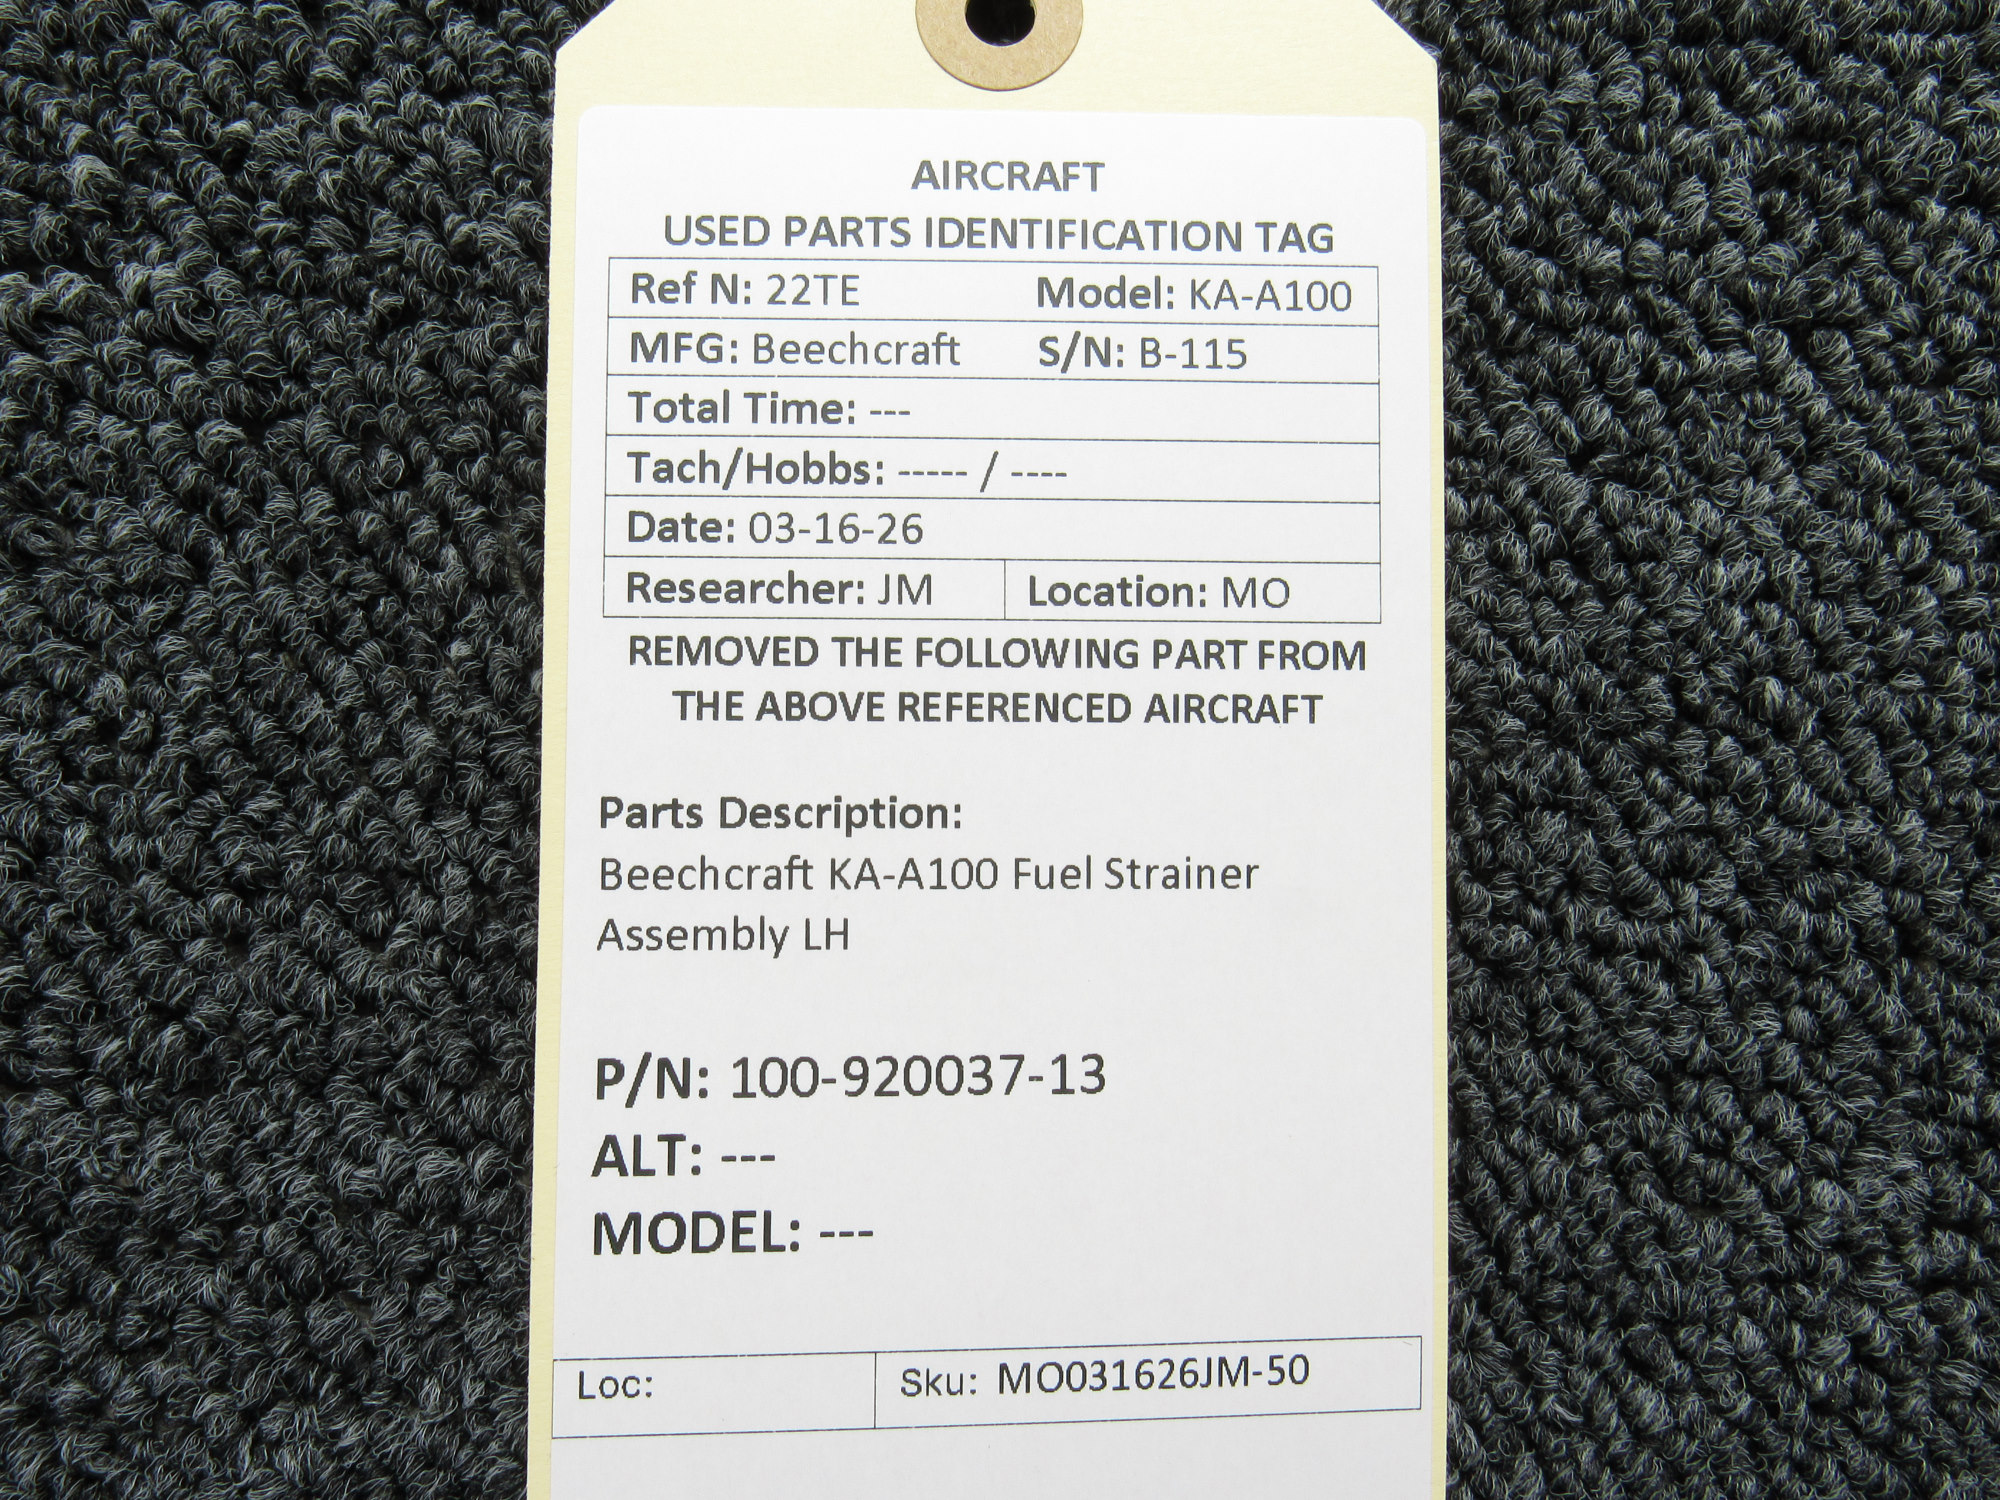 AIRCRAFT
USED PARTS IDENTIFICATION TAG
Ref N: 22TE Model: KA-A100
MFG: Beechcraft S/N: B-115
Total Time: ---
Tach/Hobbs: ----- / ----
Date: 03-16-26
Researcher: JM Location: MO
REMOVED THE FOLLOWING PART FROM
THE ABOVE REFERENCED AIRCRAFT
Parts Description:
Beechcraft KA-A100 Fuel Strainer
Assembly LH
P/N: 100-920037-13
ALT: ---
MODEL: ---
Loc: Sku: MO031626JM-50